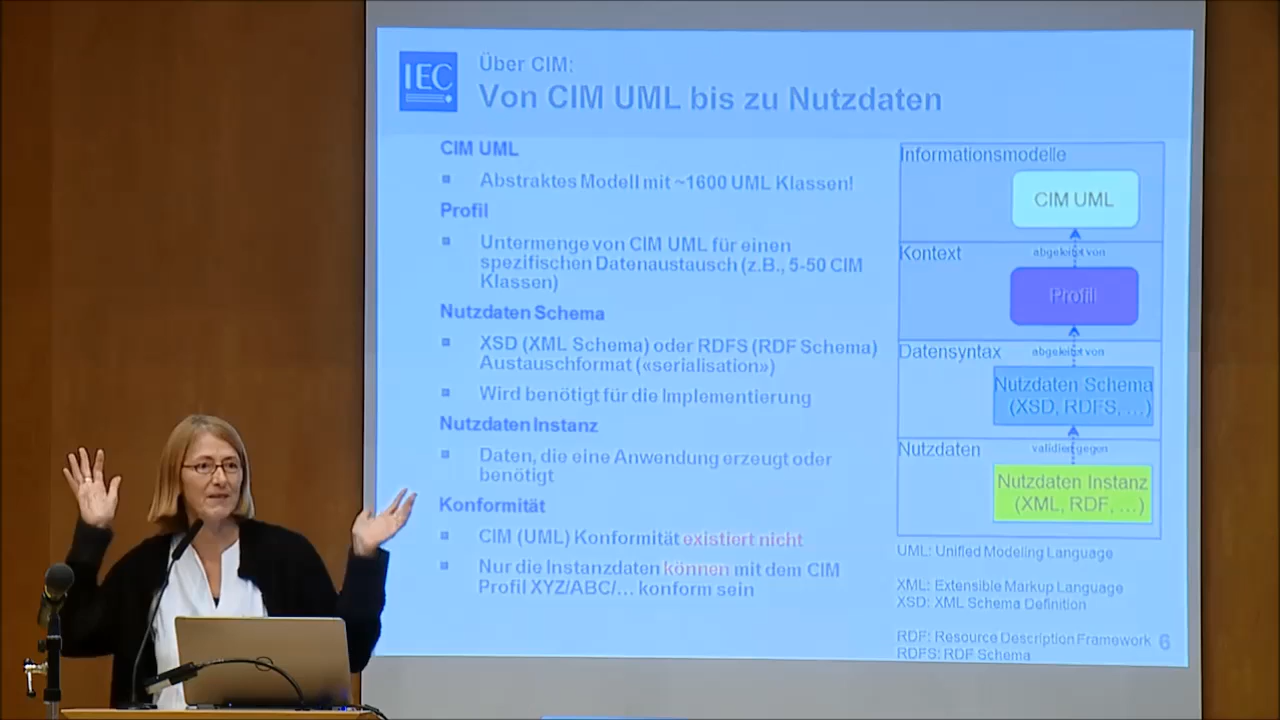 IEC
Über CIM:
Von CIM UML bis zu Nutzdaten
CIM UML
Abstraktes Modell mit ~1600 UML Klassen!
Profil
Untermenge von CIM UML für einen
spezifischen Datenaustausch (z.B., 5-50 CIM
Klassen)
Nutzdaten Schema
XSD (XML Schema) oder RDFS (RDF Schema)
Austauschformat («serialisation»)
Wird benötigt für die Implementierung
Nutzdaten Instanz
Daten, die eine Anwendung erzeugt oder
benötigt
Konformität
CIM (UML) Konformität existiert nicht
Nur die Instanzdaten können mit dem CIM
Profil XYZ/ABC/... konform sein
Informationsmodelle
CIM UML
Kontext
abgeleitet von
Profil
Datensyntax
abgeleitet von
Nutzdaten Schema
(XSD, RDFS, ...)
Nutzdaten
validiert gegen
Nutzdaten Instanz
(XML, RDF, ...)
UML: Unified Modeling Language
XML: Extensible Markup Language
XSD: XML Schema Definition
RDF: Resource Description Framework
RDFS: RDF Schema
6